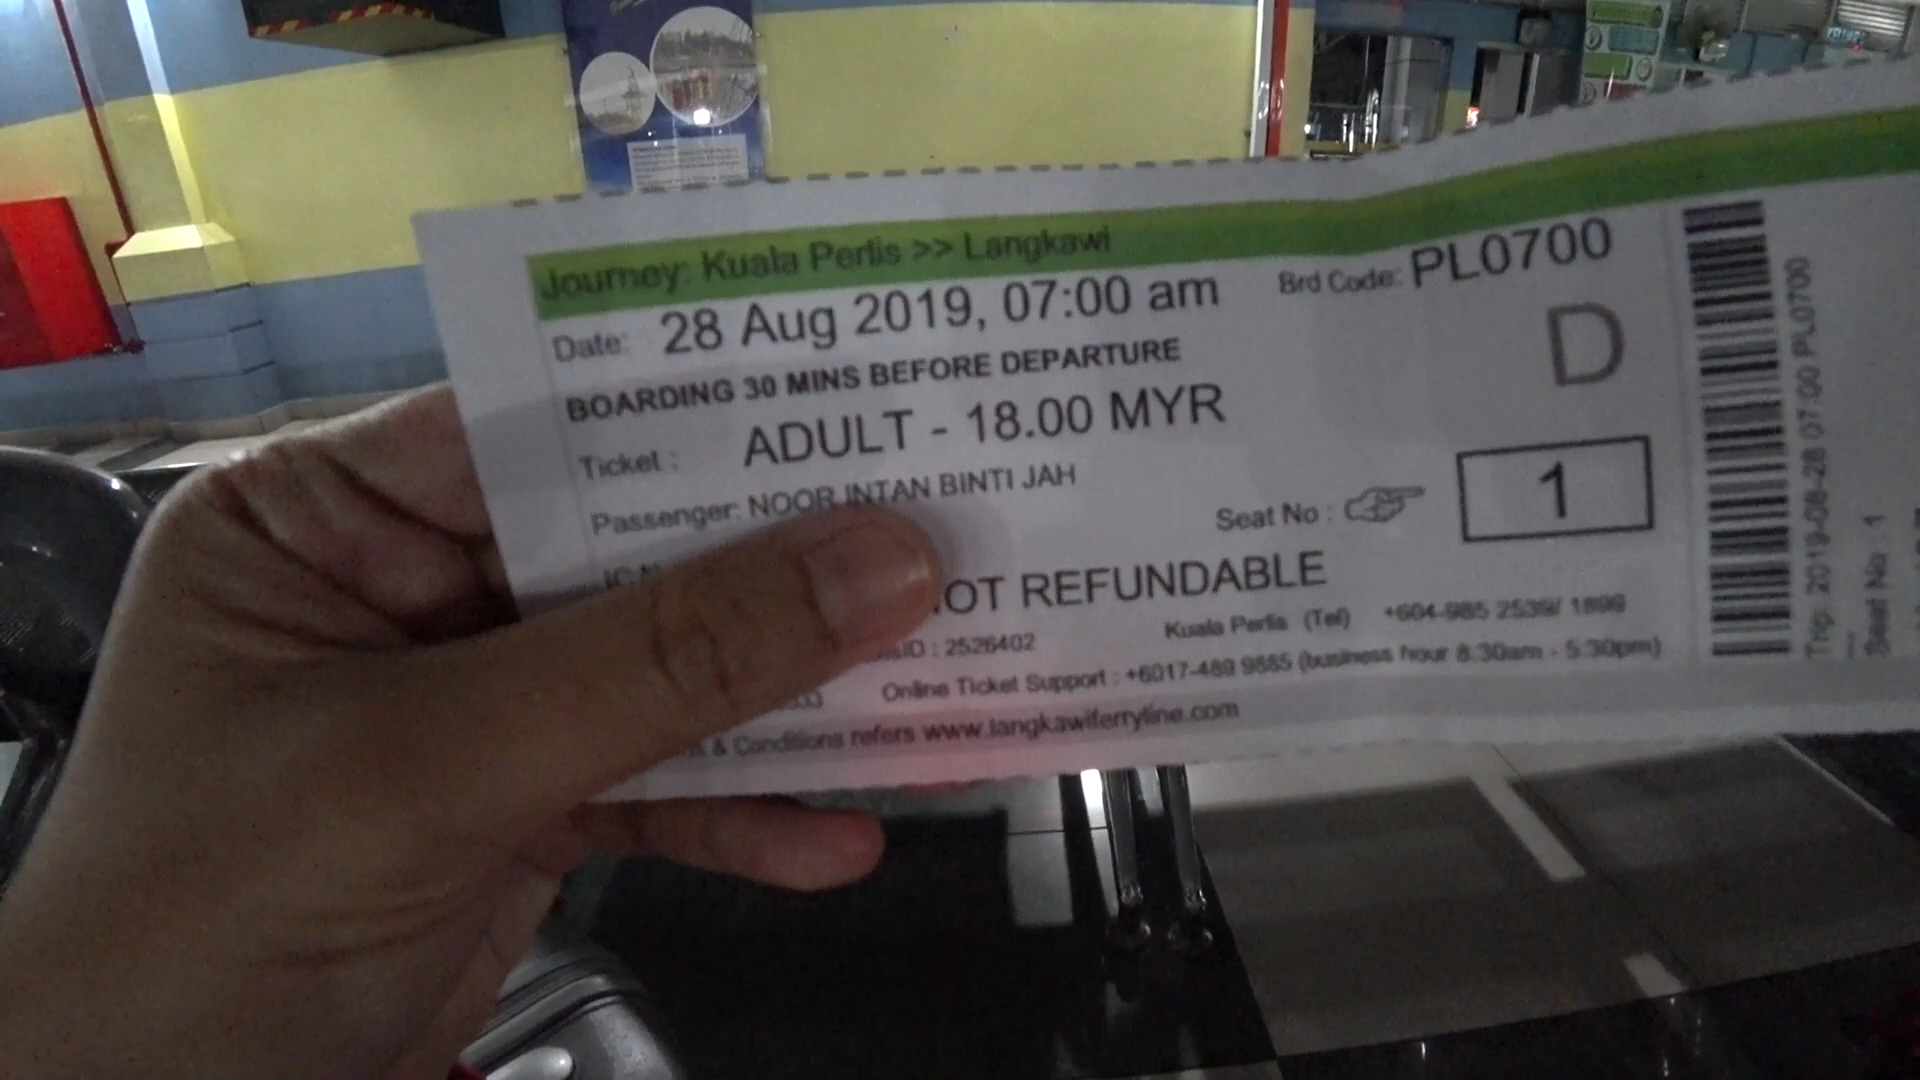 Journey: Kuala Perlis >> Langkawi
Date: 28 Aug 2019, 07:00 am
Brd Code: PL0700
BOARDING 30 MINS BEFORE DEPARTURE
D
Ticket : ADULT - 18.00 MYR
Passenger: NOOR INTAN BINTI JAH
Seat No : 1
OT REFUNDABLE
ID : 2526402
Kuala Perlis (Tel) +604-985 2539/ 1899
Online Ticket Support : +6017-489 9885 (business hour 8:30am - 5:30pm)
& Conditions refers www.langkawiferryline.com
Trip 2019-08-28 07:00 PL0700
Seat No : 1